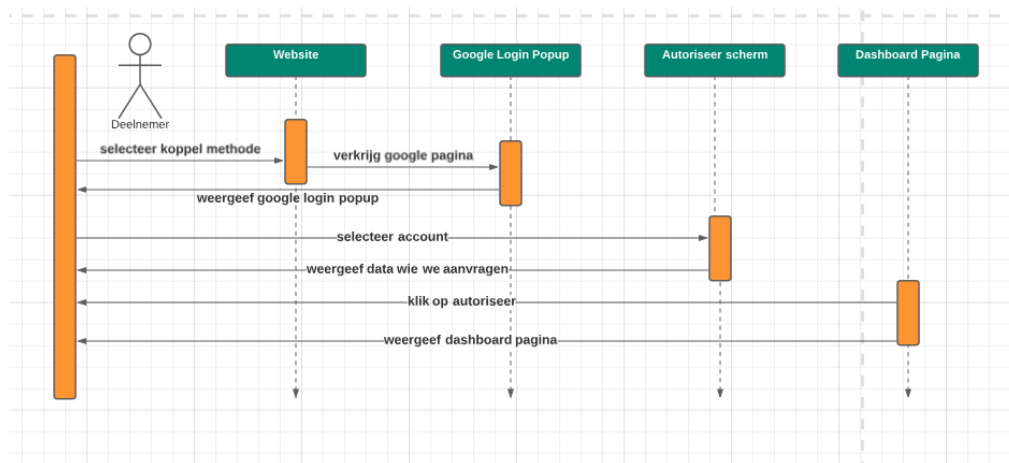 Website
Google Login Popup
Autoriseer scherm
Dashboard Pagina
Deelnemer
selecteer koppel methode
verkrijg google pagina
weergeef google login popup
selecteer account
weergeef data wie we aanvragen
klik op autoriseer
weergeef dashboard pagina